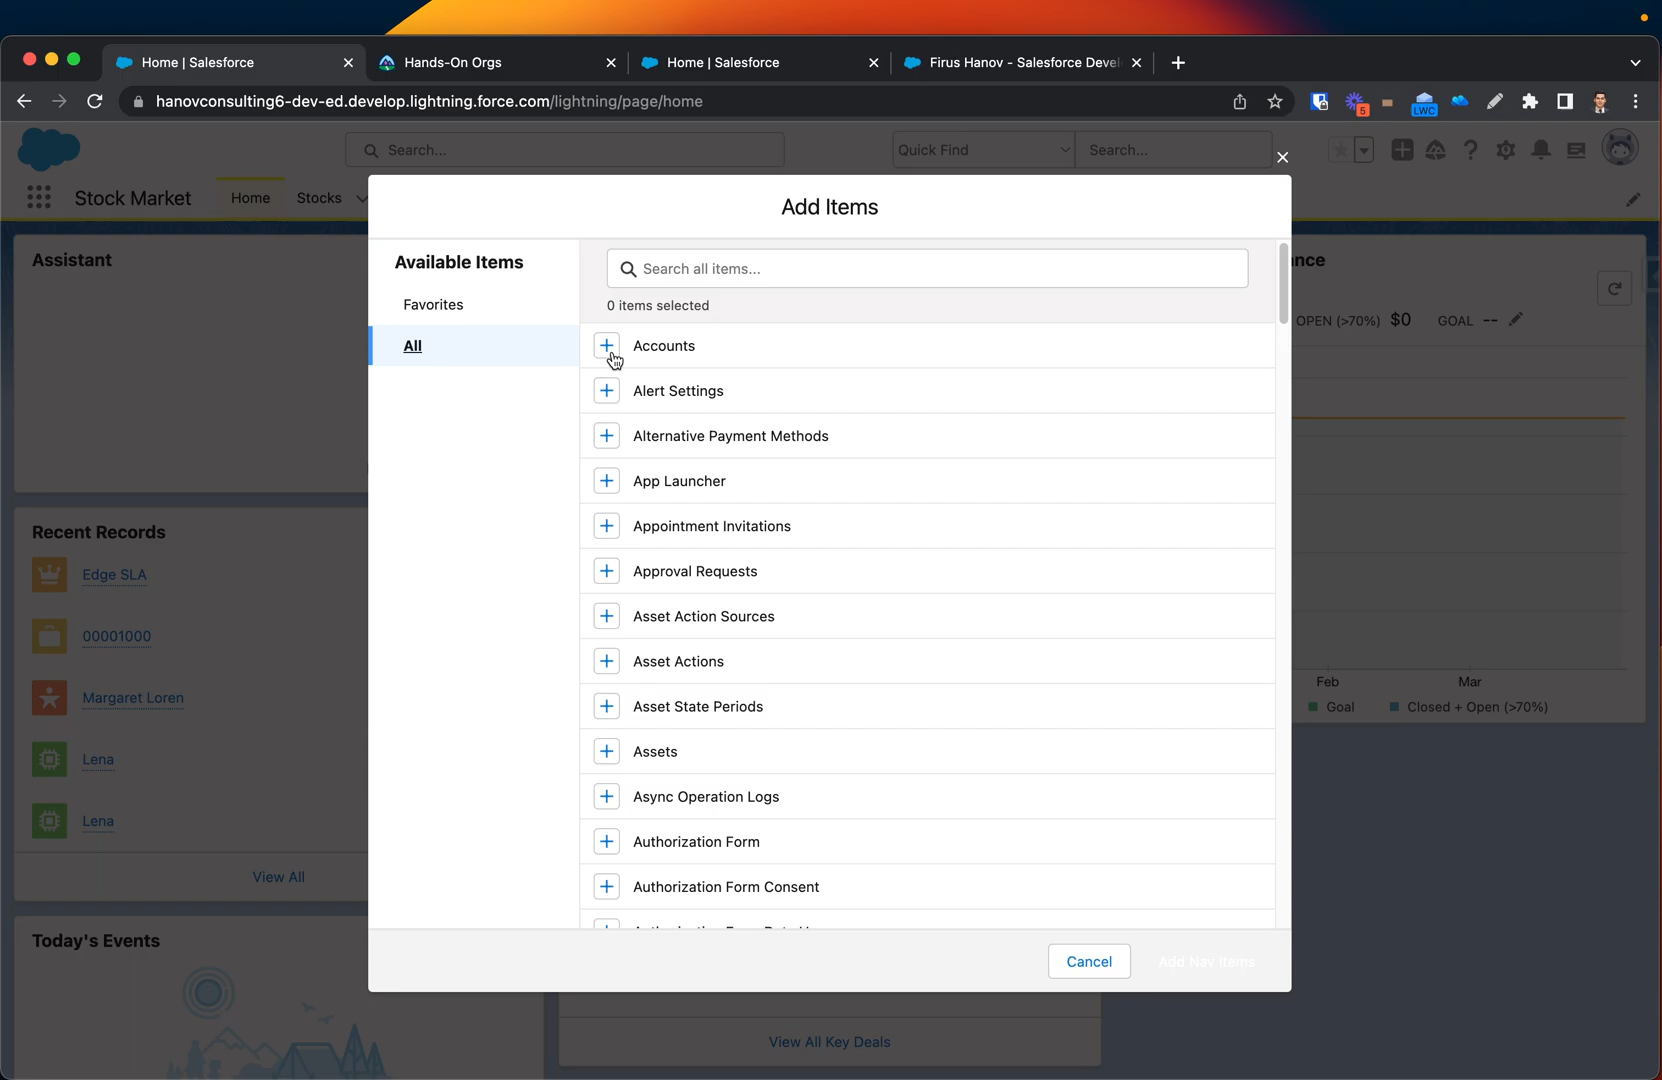 Home | Salesforce
Hands-On Orgs
Home | Salesforce
Firus Hanov - Salesforce Devel
hanovconsulting6-dev-ed.develop.lightning.force.com/lightning/page/home
5
LWC
Search...
Quick Find
Search...
Stock Market
Home
Stocks
Add Items
Assistant
Available Items
Favorites
All
Search all items...
0 items selected
Accounts
Alert Settings
Alternative Payment Methods
App Launcher
Appointment Invitations
Approval Requests
Asset Action Sources
Asset Actions
Asset State Periods
Assets
Async Operation Logs
Authorization Form
Authorization Form Consent
Cancel
Add Nav Items
nce
OPEN (>70%) $0 GOAL --
Feb
Mar
Goal
Closed + Open (>70%)
Recent Records
Edge SLA
00001000
Margaret Loren
Lena
Lena
View All
Today's Events
View All Key Deals